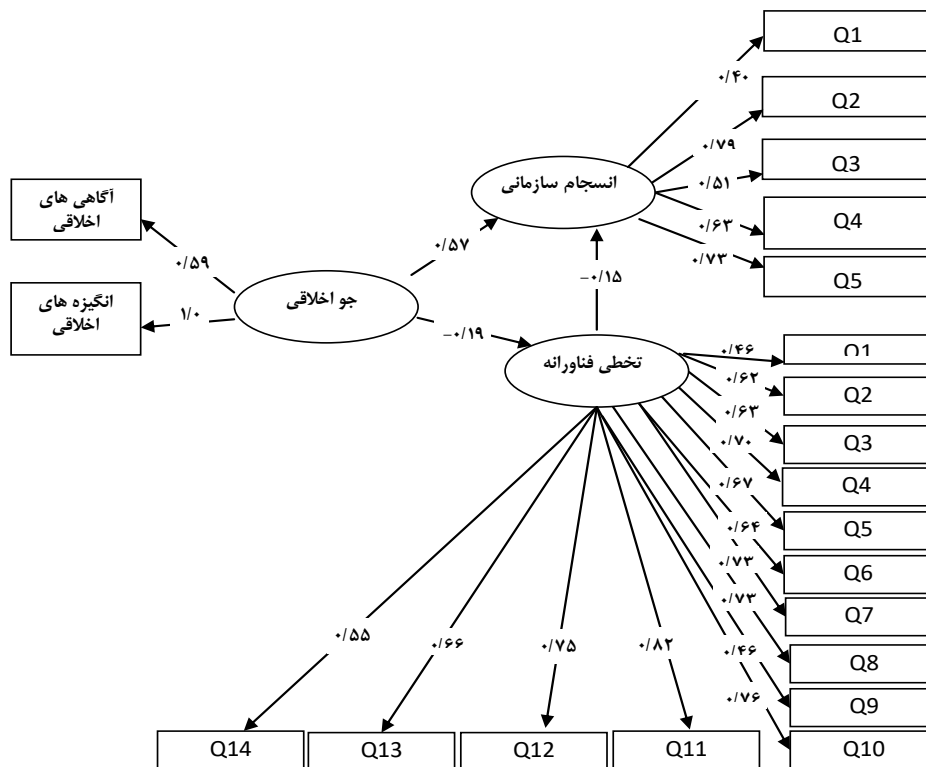 Q1
۰/۴۰
Q2
۰/۷۹
Q3
۰/۵۱
انسجام سازمانی
Q4
۰/۶۳
Q5
۰/۷۳
آگاهی های
اخلاقی
۰/۵۹
۰/۵۷
انگیزه های
اخلاقی
۱/۰
جو اخلاقی
−۰/۱۵
−۰/۱۹
تخطی فناورانه
۰/۴۶
Q1
۰/۶۲
Q2
۰/۶۳
Q3
۰/۷۰
Q4
۰/۶۷
Q5
۰/۶۴
Q6
۰/۷۳
Q7
۰/۷۳
Q8
۰/۴۶
Q9
۰/۷۶
Q10
۰/۵۵
۰/۶۶
۰/۷۵
۰/۸۲
Q14
Q13
Q12
Q11